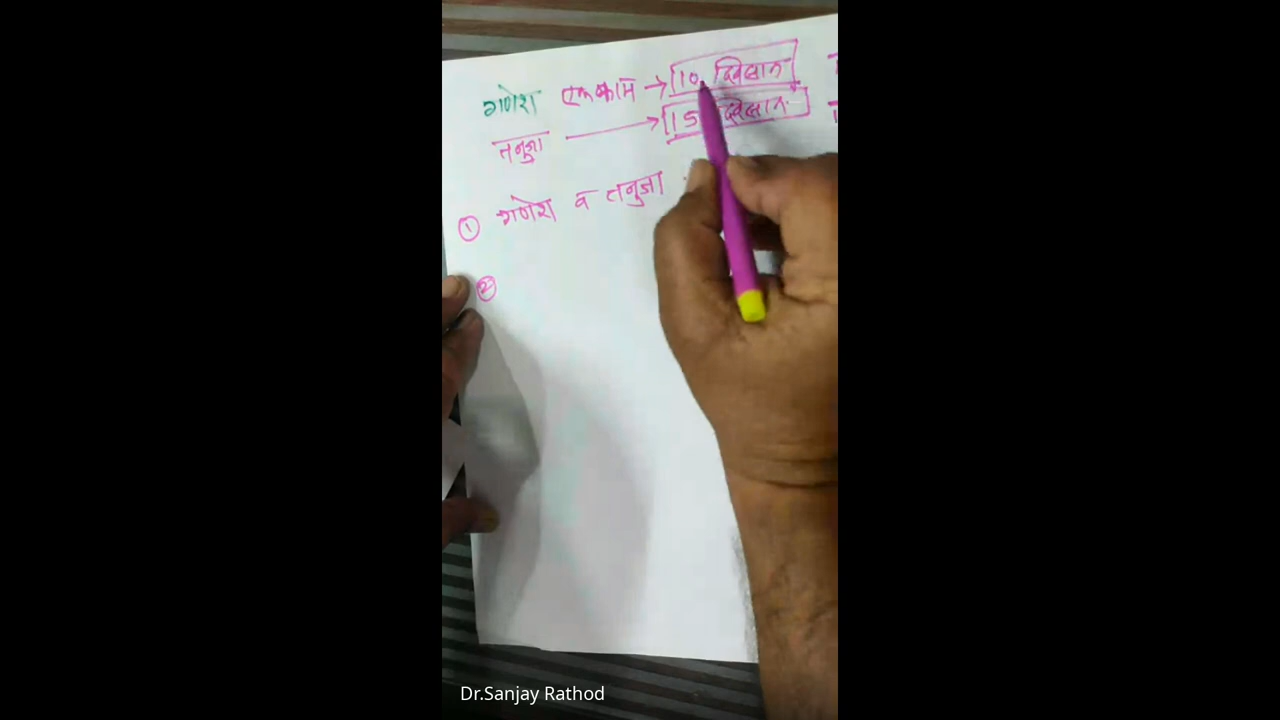 गणेश एक काम → 10 दिवसात
तनुजा → 15 दिवसात
① गणेश व तनुजा
②
Dr.Sanjay Rathod